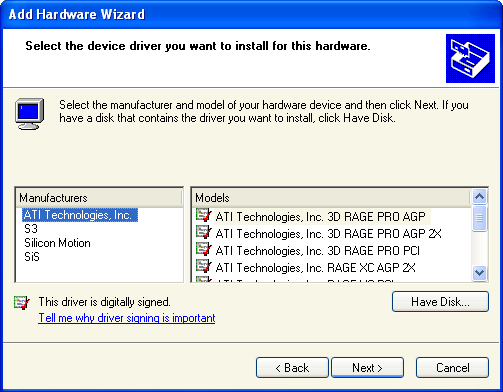 Add Hardware Wizard
Select the device driver you want to install for this hardware.
Select the manufacturer and model of your hardware device and then click Next. If you
have a disk that contains the driver you want to install, click Have Disk.
Manufacturers
ATI Technologies, Inc.
S3
Silicon Motion
SiS
Models
ATI Technologies, Inc. 3D RAGE PRO AGP
ATI Technologies, Inc. 3D RAGE PRO AGP 2X
ATI Technologies, Inc. 3D RAGE PRO PCI
ATI Technologies, Inc. RAGE XC AGP 2X
This driver is digitally signed.
Tell me why driver signing is important
Have Disk...
< Back
Next >
Cancel